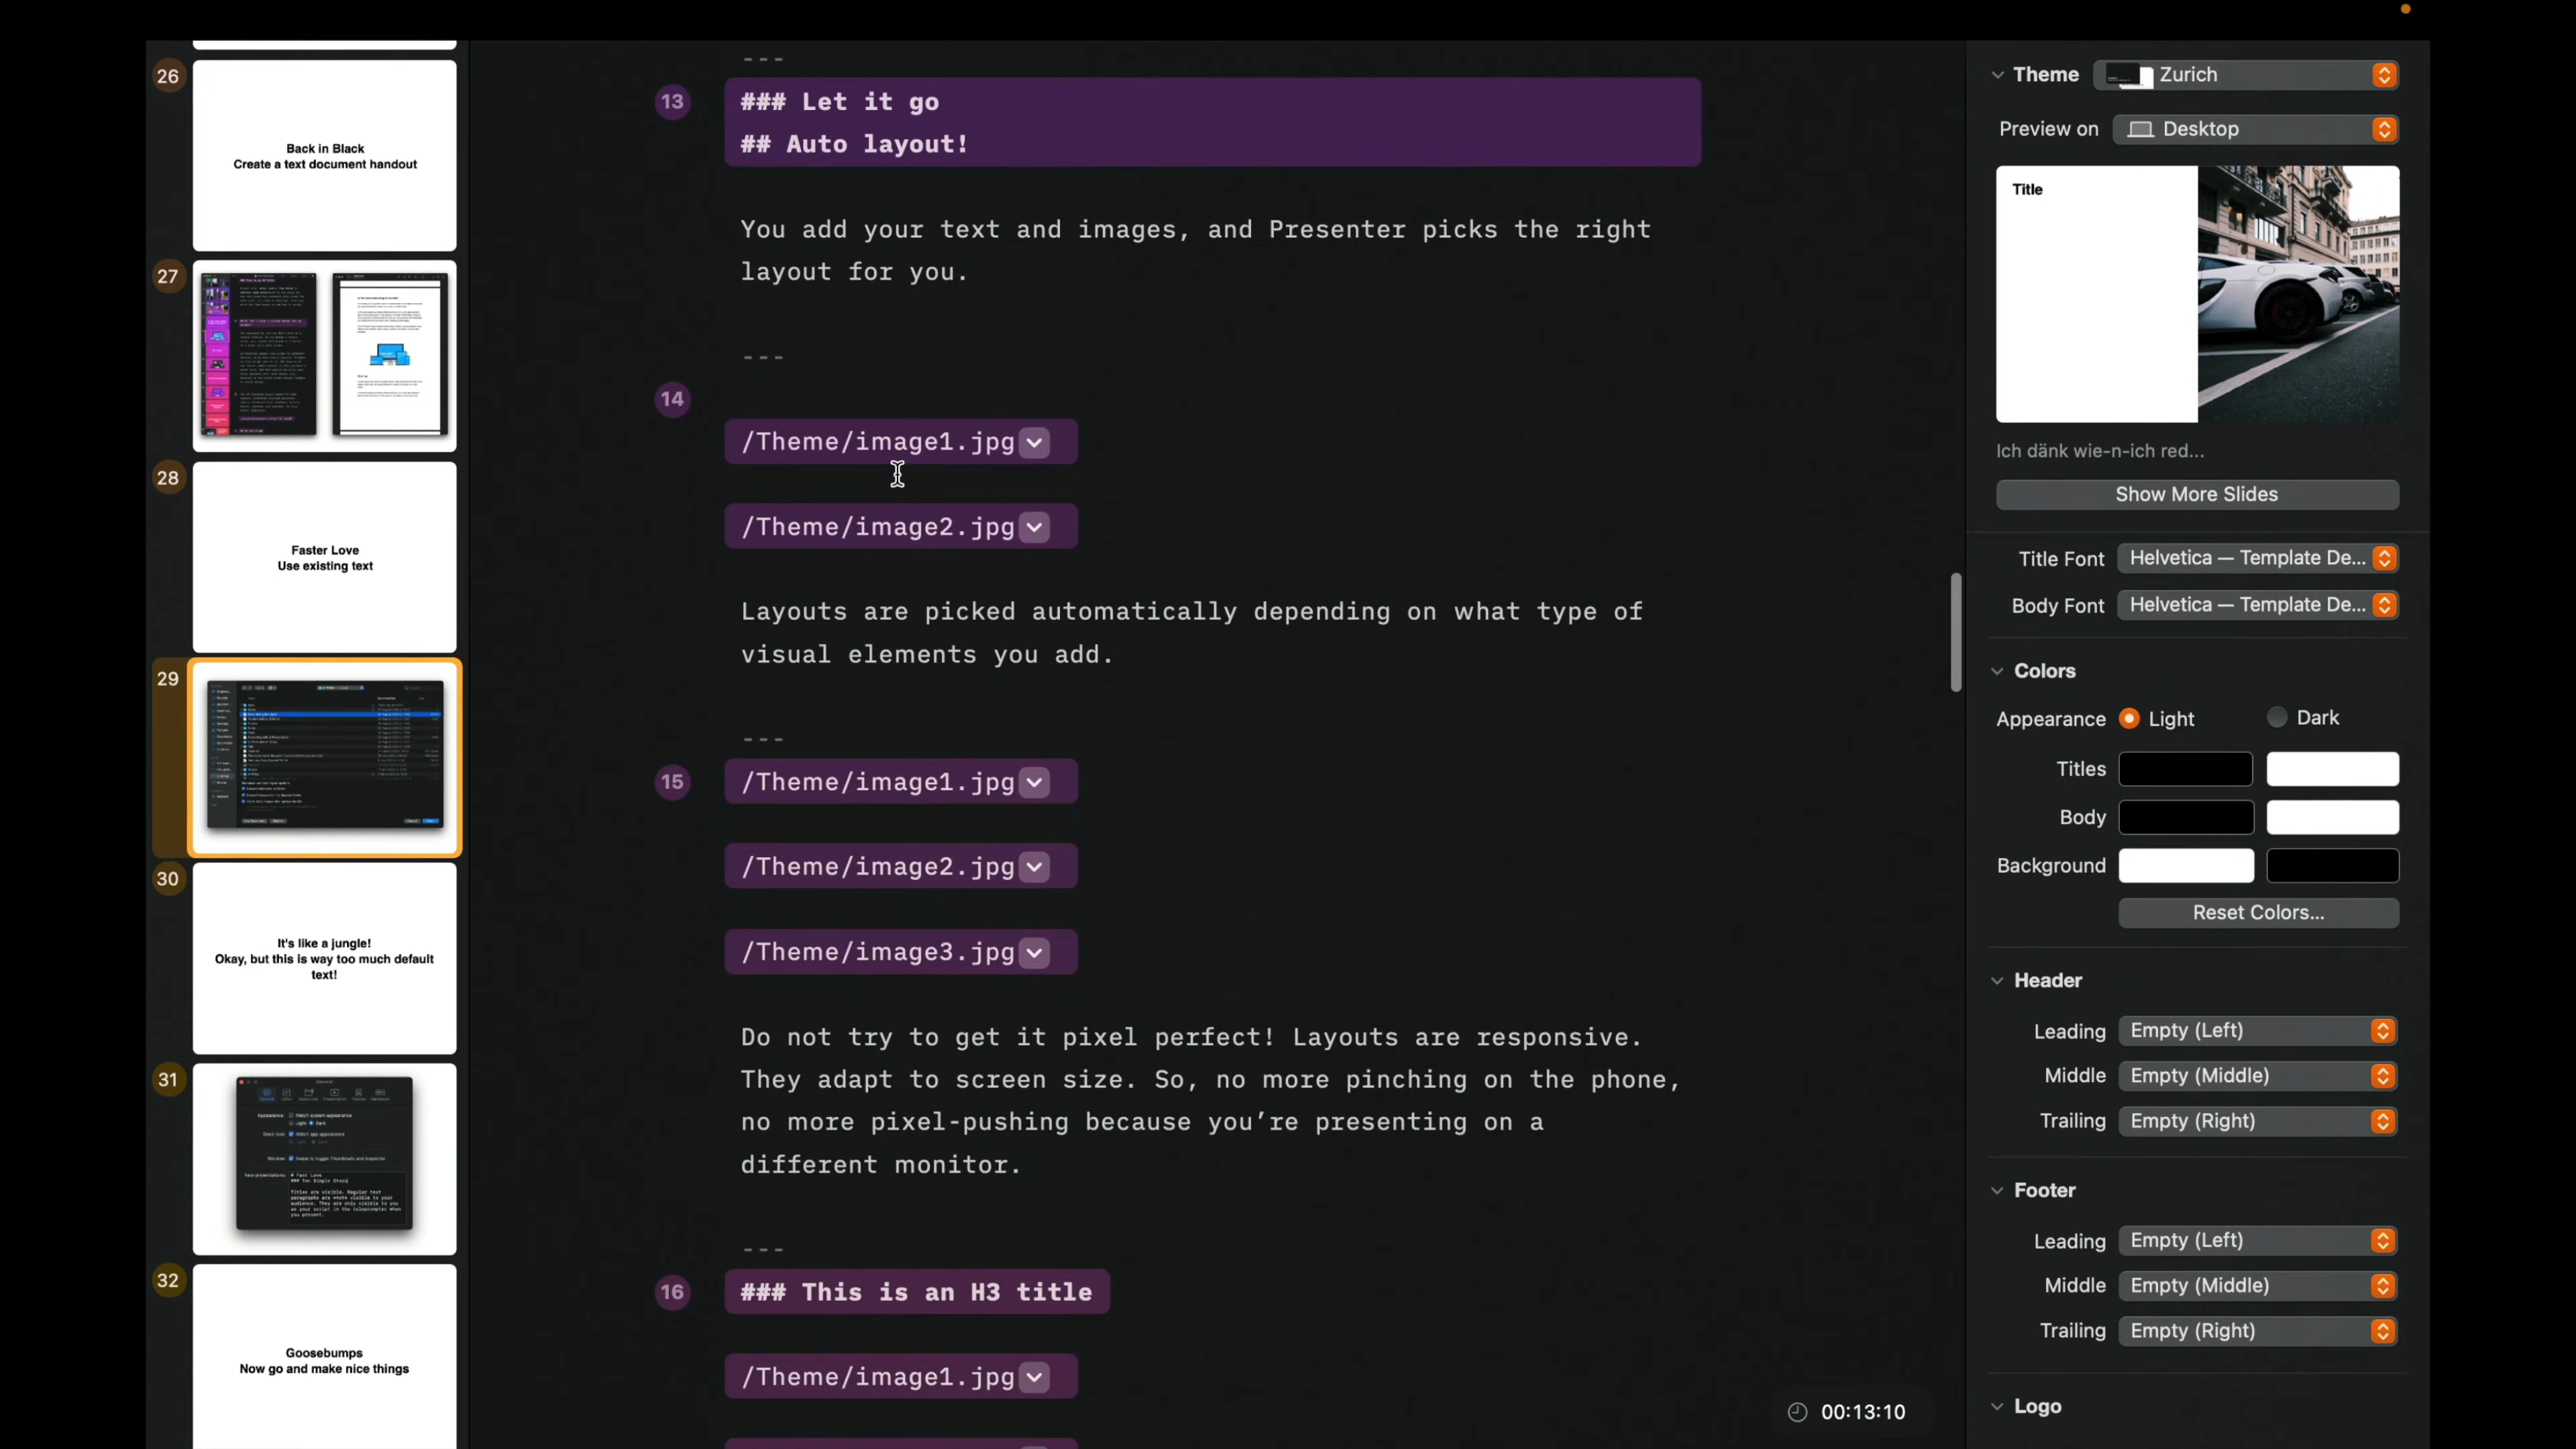 26
Back in Black
Create a text document handout
27
28
Faster Love
Use existing text
29
30
It's like a jungle!
Okay, but this is way too much default
text!
31
32
Goosebumps
Now go and make nice things
---
13
### Let it go
## Auto layout!
You add your text and images, and Presenter picks the right
layout for you.
---
14
/Theme/image1.jpg
/Theme/image2.jpg
Layouts are picked automatically depending on what type of
visual elements you add.
---
15
/Theme/image1.jpg
/Theme/image2.jpg
/Theme/image3.jpg
Do not try to get it pixel perfect! Layouts are responsive.
They adapt to screen size. So, no more pinching on the phone,
no more pixel-pushing because you’re presenting on a
different monitor.
---
16
### This is an H3 title
/Theme/image1.jpg
00:13:10
Theme Zurich
Preview on Desktop
Title
Ich dänk wie-n-ich red...
Show More Slides
Title Font Helvetica — Template De...
Body Font Helvetica — Template De...
Colors
Appearance Light Dark
Titles
Body
Background
Reset Colors...
Header
Leading Empty (Left)
Middle Empty (Middle)
Trailing Empty (Right)
Footer
Leading Empty (Left)
Middle Empty (Middle)
Trailing Empty (Right)
Logo